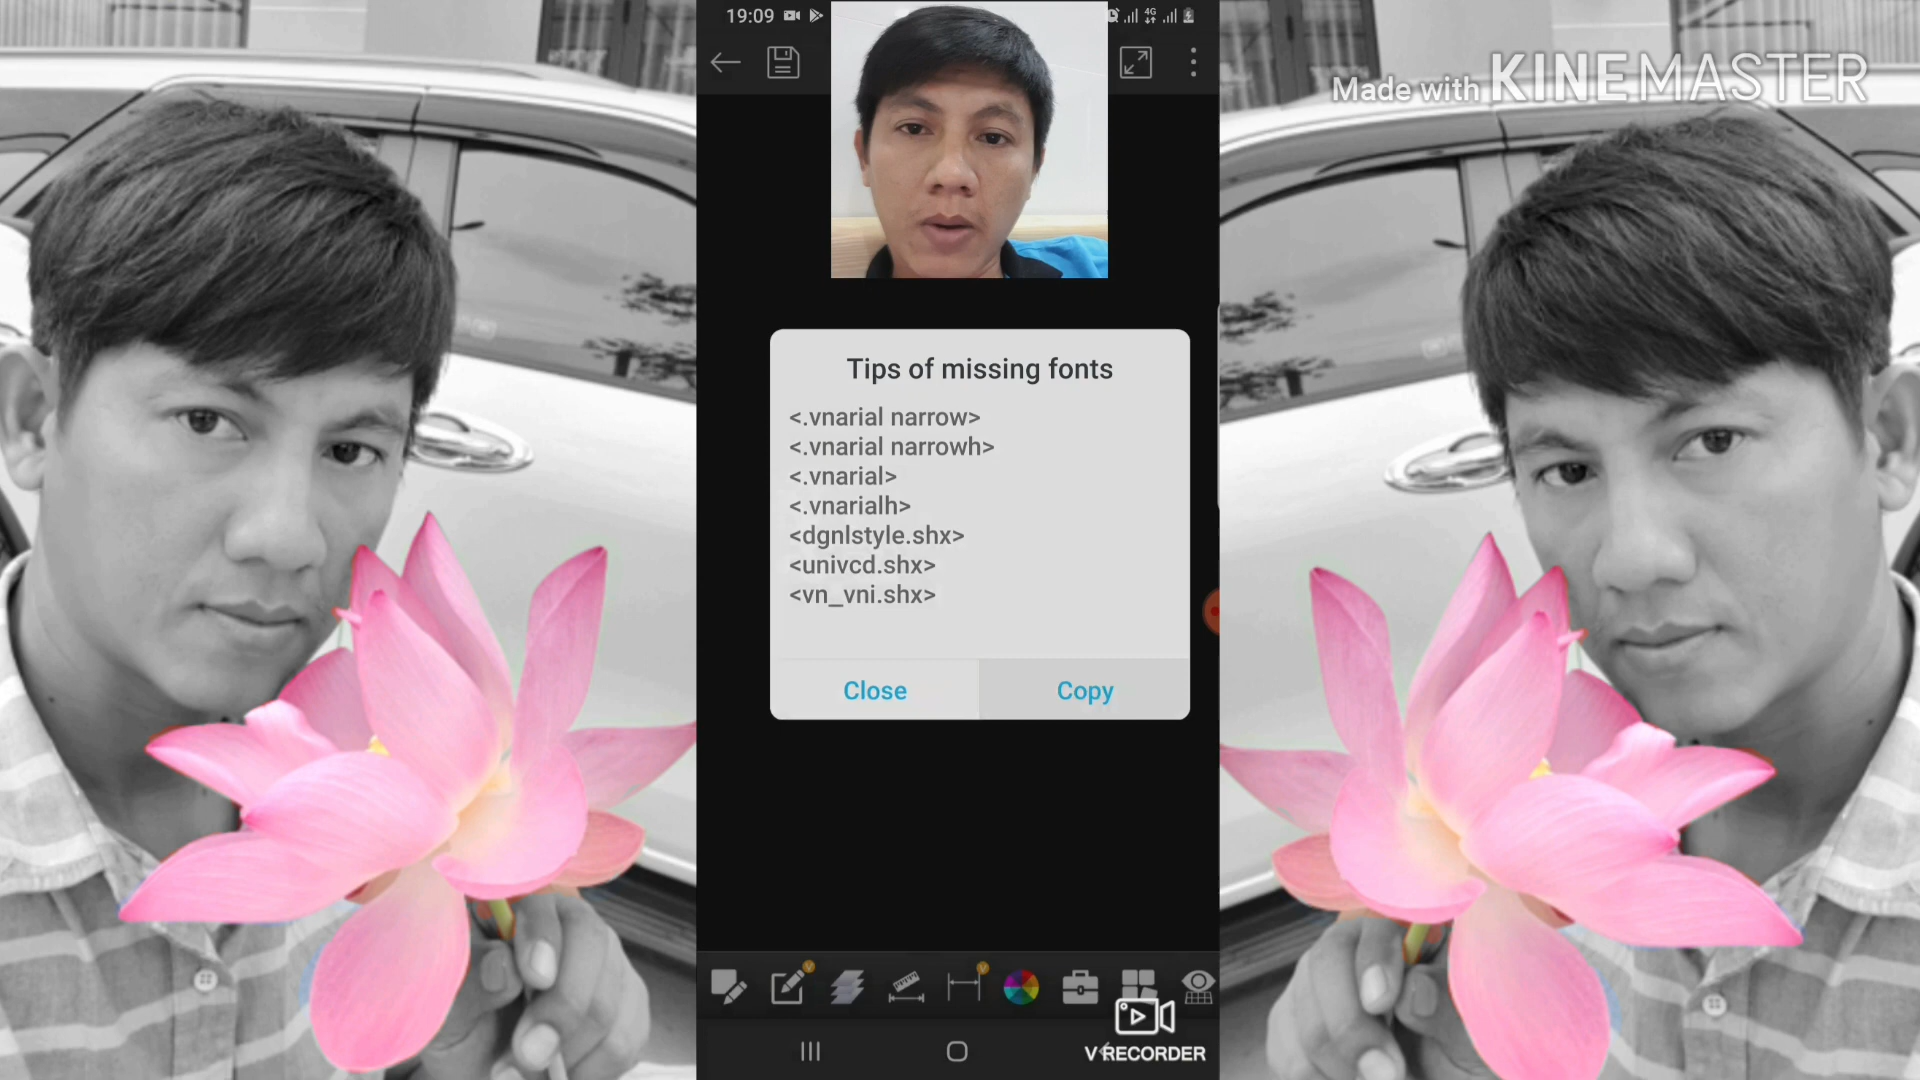 19:09
4G
Made with KINEMASTER
Tips of missing fonts
<.vnarial narrow>
<.vnarial narrowh>
<.vnarial>
<.vnarialh>
<dgnlstyle.shx>
<univcd.shx>
<vn_vni.shx>
Close
Copy
V
V
V RECORDER